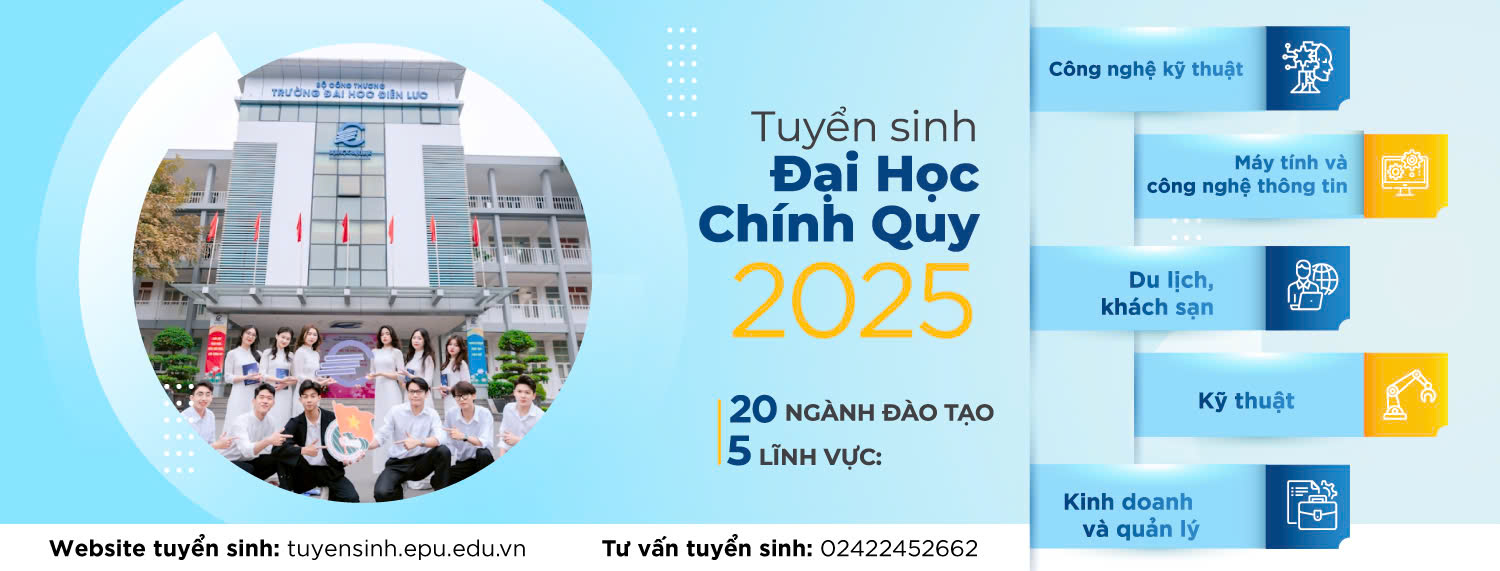 BỘ CÔNG THƯƠNG
TRƯỜNG ĐẠI HỌC ĐIỆN LỰC
Tuyển sinh
Đại Học
Chính Quy
2025
20 NGÀNH ĐÀO TẠO
5 LĨNH VỰC:
Công nghệ kỹ thuật
Máy tính và
công nghệ thông tin
Du lịch,
khách sạn
Kỹ thuật
Kinh doanh
và quản lý
Website tuyển sinh: tuyensinh.epu.edu.vn
Tư vấn tuyển sinh: 02422452662